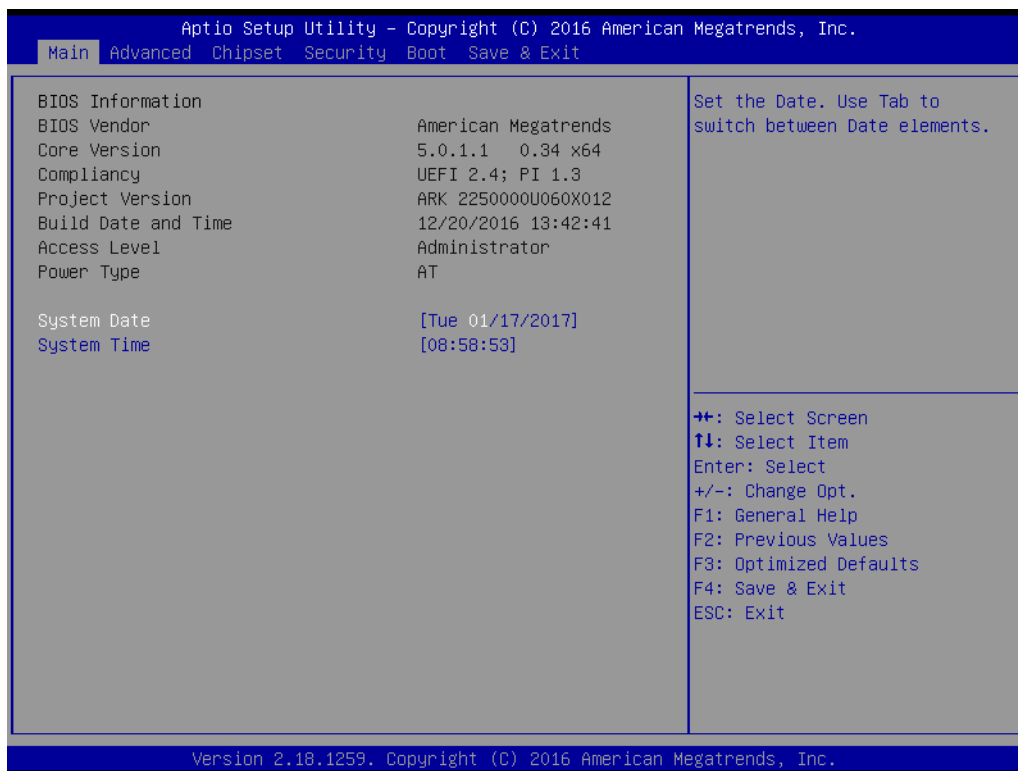 Aptio Setup Utility – Copyright (C) 2016 American Megatrends, Inc.
Main Advanced Chipset Security Boot Save & Exit
BIOS Information
BIOS Vendor American Megatrends
Core Version 5.0.1.1 0.34 x64
Compliancy UEFI 2.4; PI 1.3
Project Version ARK 2250000U060X012
Build Date and Time 12/20/2016 13:42:41
Access Level Administrator
Power Type AT
System Date [Tue 01/17/2017]
System Time [08:58:53]
Set the Date. Use Tab to
switch between Date elements.
→←: Select Screen
↑↓: Select Item
Enter: Select
+/-: Change Opt.
F1: General Help
F2: Previous Values
F3: Optimized Defaults
F4: Save & Exit
ESC: Exit
Version 2.18.1259. Copyright (C) 2016 American Megatrends, Inc.